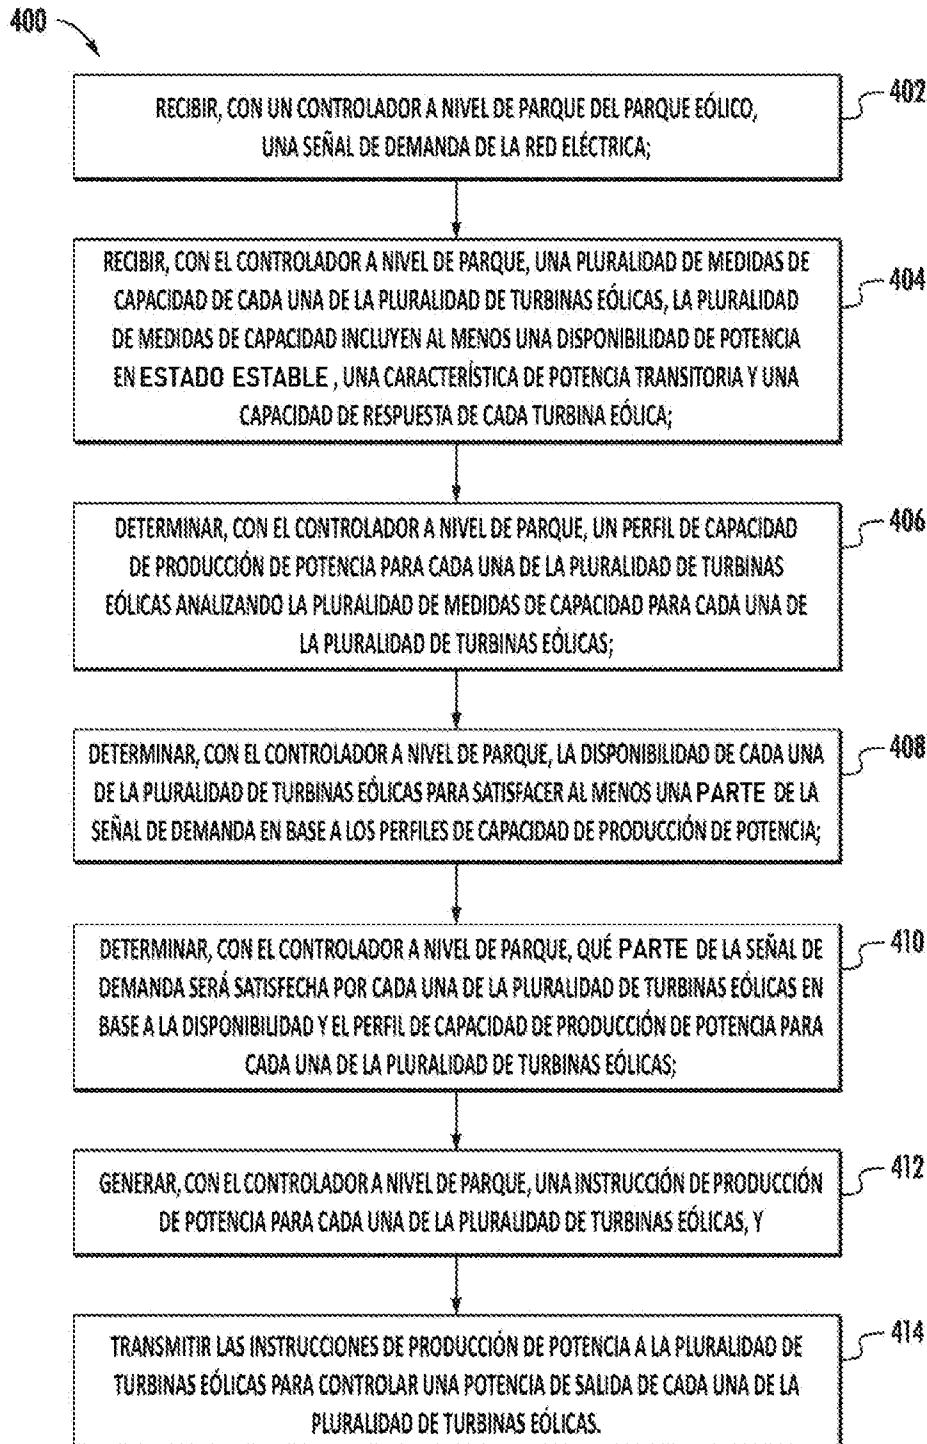 400
402
RECIBIR, CON UN CONTROLADOR A NIVEL DE PARQUE DEL PARQUE EÓLICO,
UNA SEÑAL DE DEMANDA DE LA RED ELÉCTRICA;
404
RECIBIR, CON EL CONTROLADOR A NIVEL DE PARQUE, UNA PLURALIDAD DE MEDIDAS DE
CAPACIDAD DE CADA UNA DE LA PLURALIDAD DE TURBINAS EÓLICAS, LA PLURALIDAD
DE MEDIDAS DE CAPACIDAD INCLUYEN AL MENOS UNA DISPONIBILIDAD DE POTENCIA
EN ESTADO ESTABLE , UNA CARACTERÍSTICA DE POTENCIA TRANSITORIA Y UNA
CAPACIDAD DE RESPUESTA DE CADA TURBINA EÓLICA;
406
DETERMINAR, CON EL CONTROLADOR A NIVEL DE PARQUE, UN PERFIL DE CAPACIDAD
DE PRODUCCIÓN DE POTENCIA PARA CADA UNA DE LA PLURALIDAD DE TURBINAS
EÓLICAS ANALIZANDO LA PLURALIDAD DE MEDIDAS DE CAPACIDAD PARA CADA UNA DE
LA PLURALIDAD DE TURBINAS EÓLICAS;
408
DETERMINAR, CON EL CONTROLADOR A NIVEL DE PARQUE, LA DISPONIBILIDAD DE CADA UNA
DE LA PLURALIDAD DE TURBINAS EÓLICAS PARA SATISFACER AL MENOS UNA PARTE DE LA
SEÑAL DE DEMANDA EN BASE A LOS PERFILES DE CAPACIDAD DE PRODUCCIÓN DE POTENCIA;
410
DETERMINAR, CON EL CONTROLADOR A NIVEL DE PARQUE, QUÉ PARTE DE LA SEÑAL DE
DEMANDA SERÁ SATISFECHA POR CADA UNA DE LA PLURALIDAD DE TURBINAS EÓLICAS EN
BASE A LA DISPONIBILIDAD Y EL PERFIL DE CAPACIDAD DE PRODUCCIÓN DE POTENCIA PARA
CADA UNA DE LA PLURALIDAD DE TURBINAS EÓLICAS;
412
GENERAR, CON EL CONTROLADOR A NIVEL DE PARQUE, UNA INSTRUCCIÓN DE PRODUCCIÓN
DE POTENCIA PARA CADA UNA DE LA PLURALIDAD DE TURBINAS EÓLICAS, Y
414
TRANSMITIR LAS INSTRUCCIONES DE PRODUCCIÓN DE POTENCIA A LA PLURALIDAD DE
TURBINAS EÓLICAS PARA CONTROLAR UNA POTENCIA DE SALIDA DE CADA UNA DE LA
PLURALIDAD DE TURBINAS EÓLICAS.